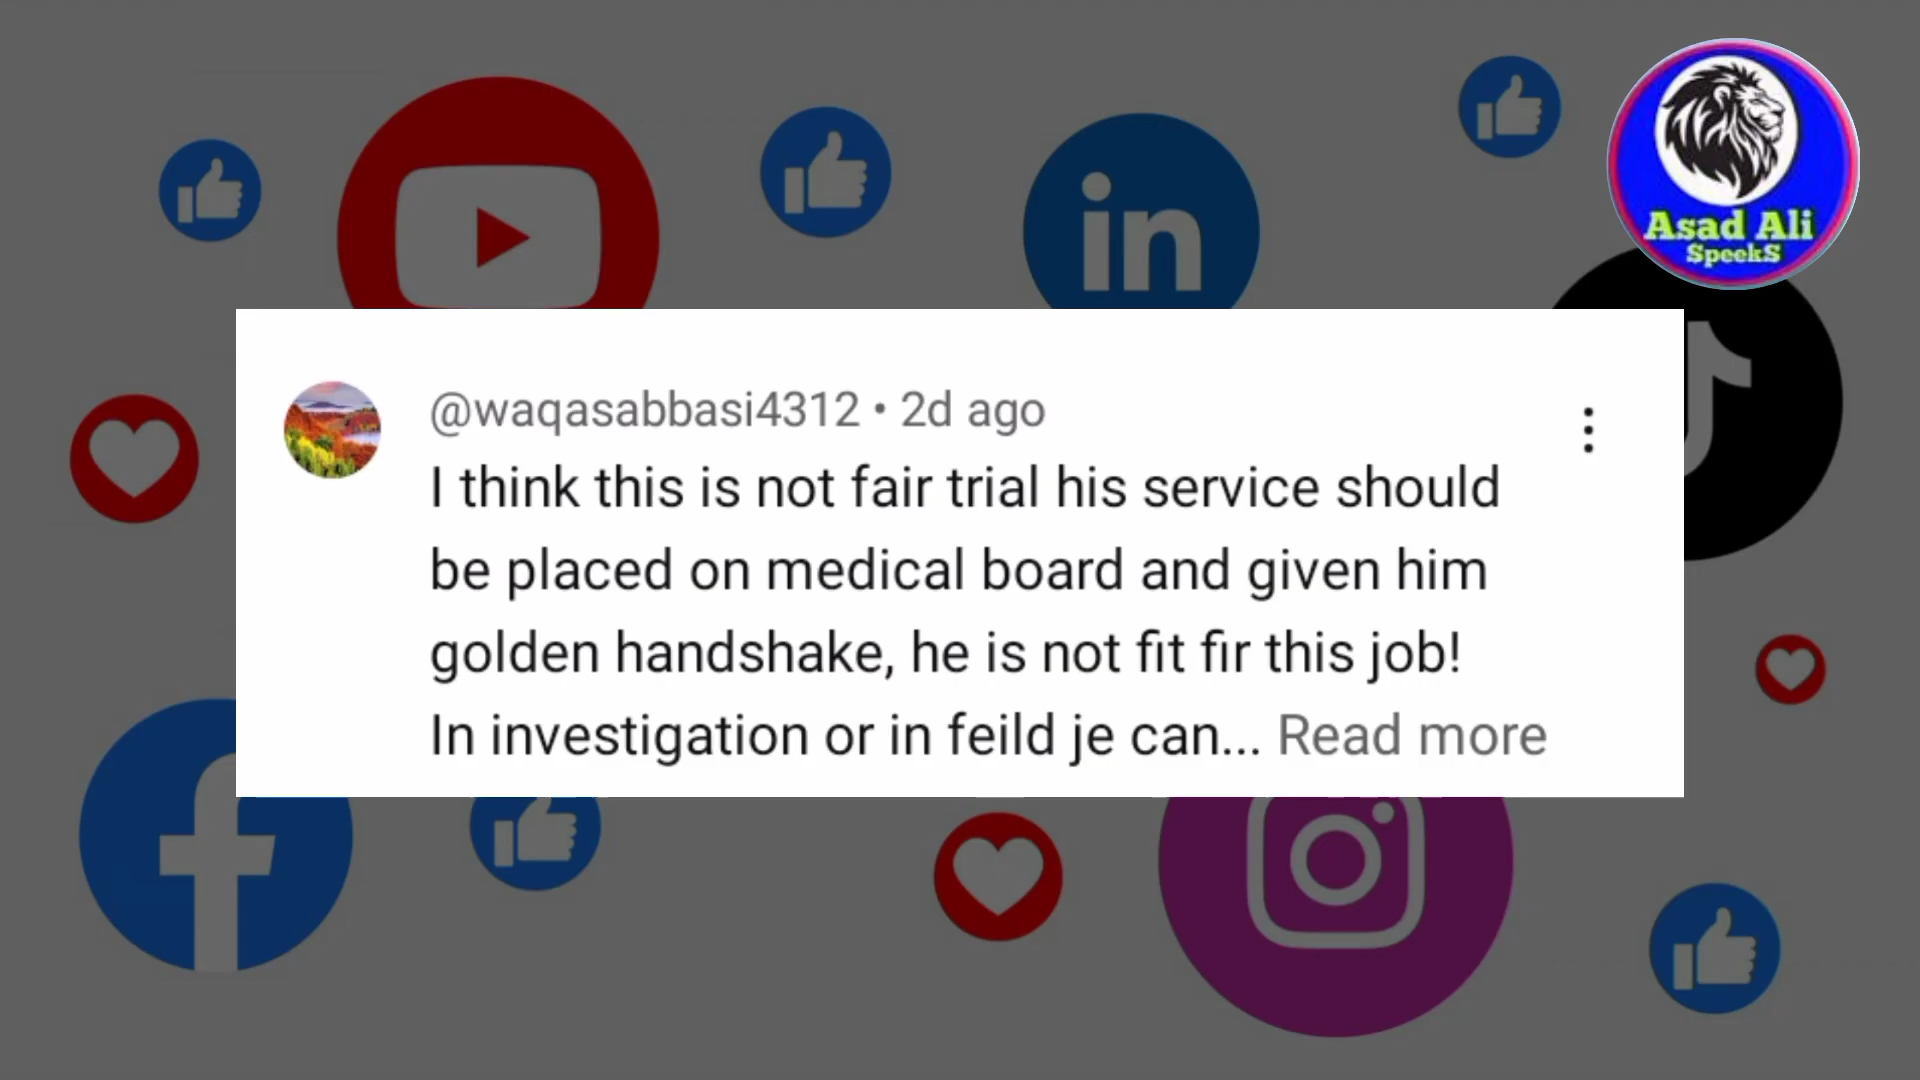 in
Asad Ali
SpeekS
@waqasabbasi4312 • 2d ago
I think this is not fair trial his service should
be placed on medical board and given him
golden handshake, he is not fit fir this job!
In investigation or in feild je can... Read more